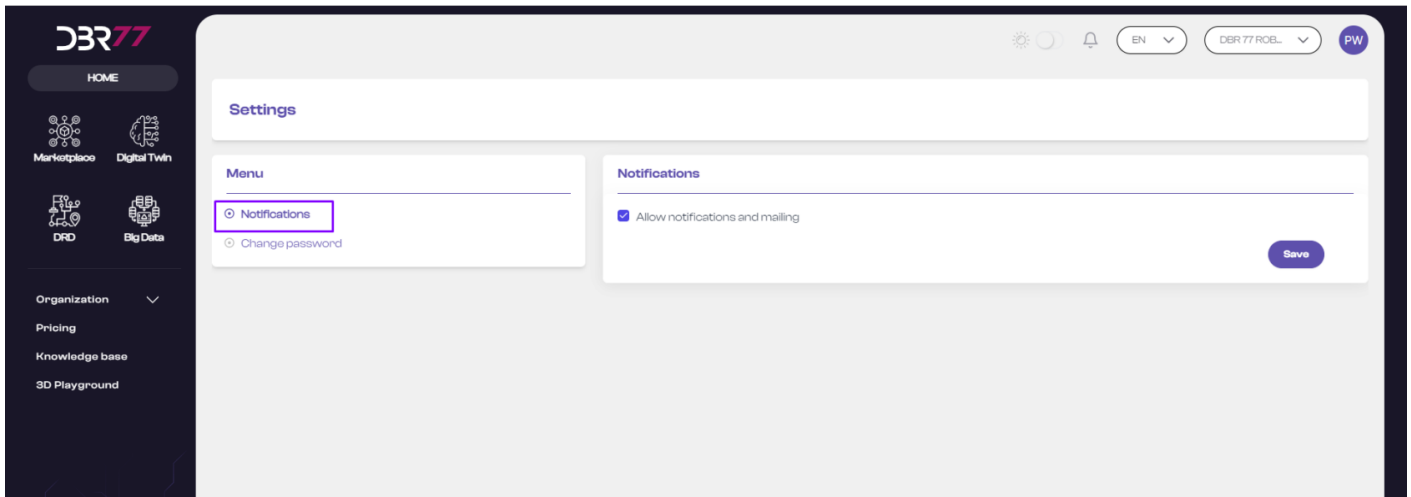 DBR77
EN
DBR 77 ROB...
PW
HOME
Marketplace
Digital Twin
DRD
Big Data
Organization
Pricing
Knowledge base
3D Playground
Settings
Menu
Notifications
Change password
Notifications
Allow notifications and mailing
Save